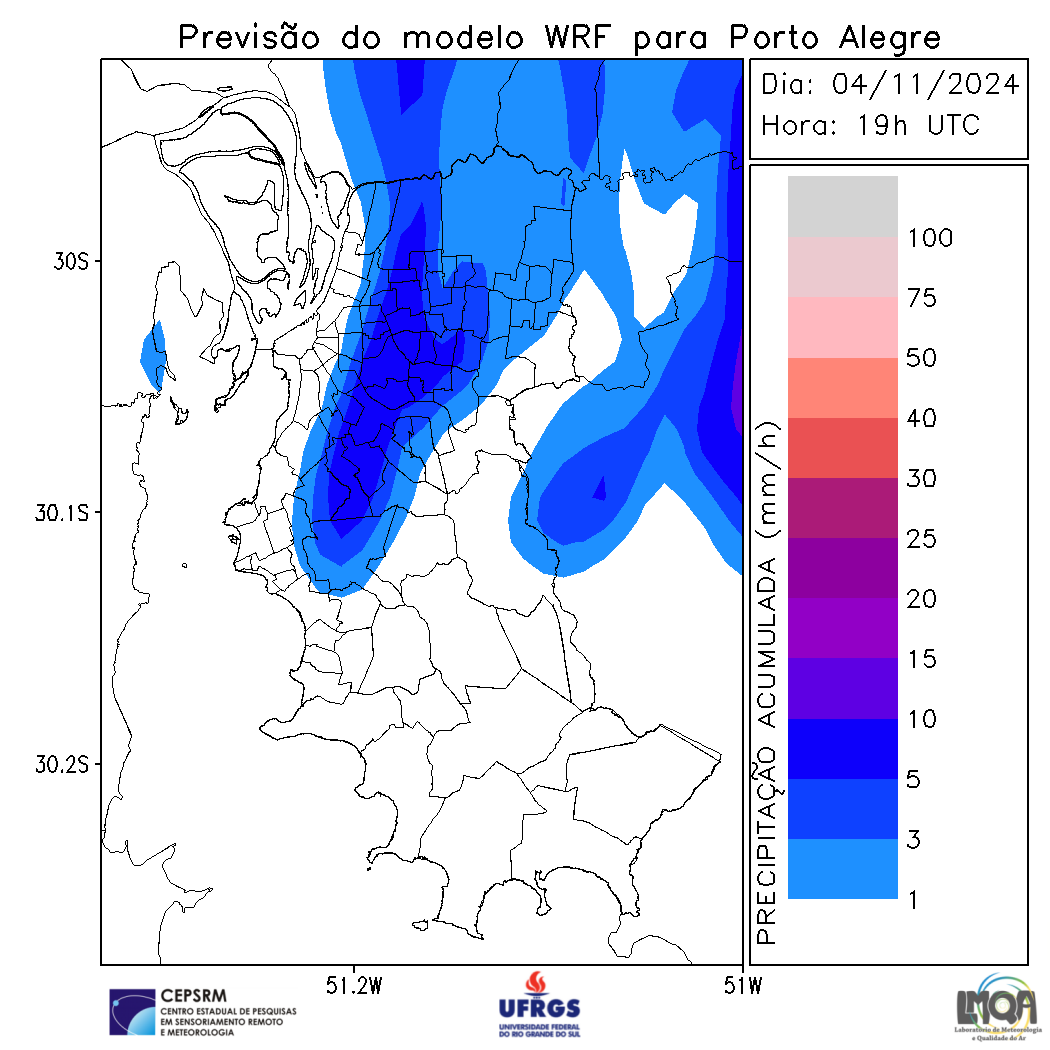 Previsão do modelo WRF para Porto Alegre
Dia: 04/11/2024
Hora: 19h UTC
30S
30.1S
30.2S
51.2W
51W
PRECIPITAÇÃO ACUMULADA (mm/h)
100
75
50
40
30
25
20
15
10
5
3
1
CEPSRM
CENTRO ESTADUAL DE PESQUISAS
EM SENSORIAMENTO REMOTO
E METEOROLOGIA
UFRGS
UNIVERSIDADE FEDERAL
DO RIO GRANDE DO SUL
LMQA
Laboratório de Meteorologia
e Qualidade do Ar